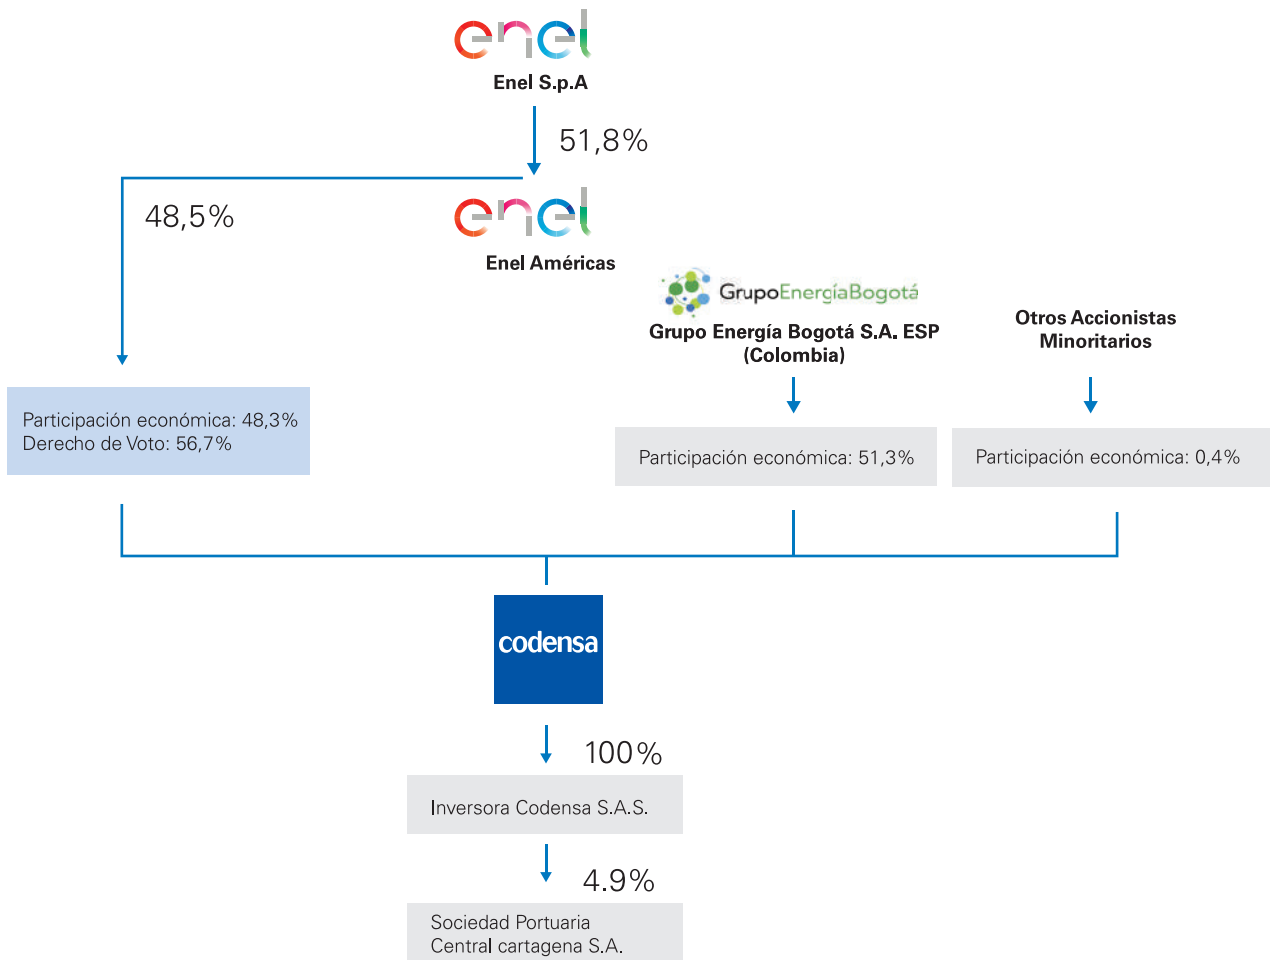 enel
Enel S.p.A
51,8%
48,5%
enel
Enel Américas
GrupoEnergíaBogotá
Grupo Energía Bogotá S.A. ESP
(Colombia)
Otros Accionistas
Minoritarios
Participación económica: 48,3%
Derecho de Voto: 56,7%
Participación económica: 51,3%
Participación económica: 0,4%
codensa
100%
Inversora Codensa S.A.S.
4.9%
Sociedad Portuaria
Central cartagena S.A.